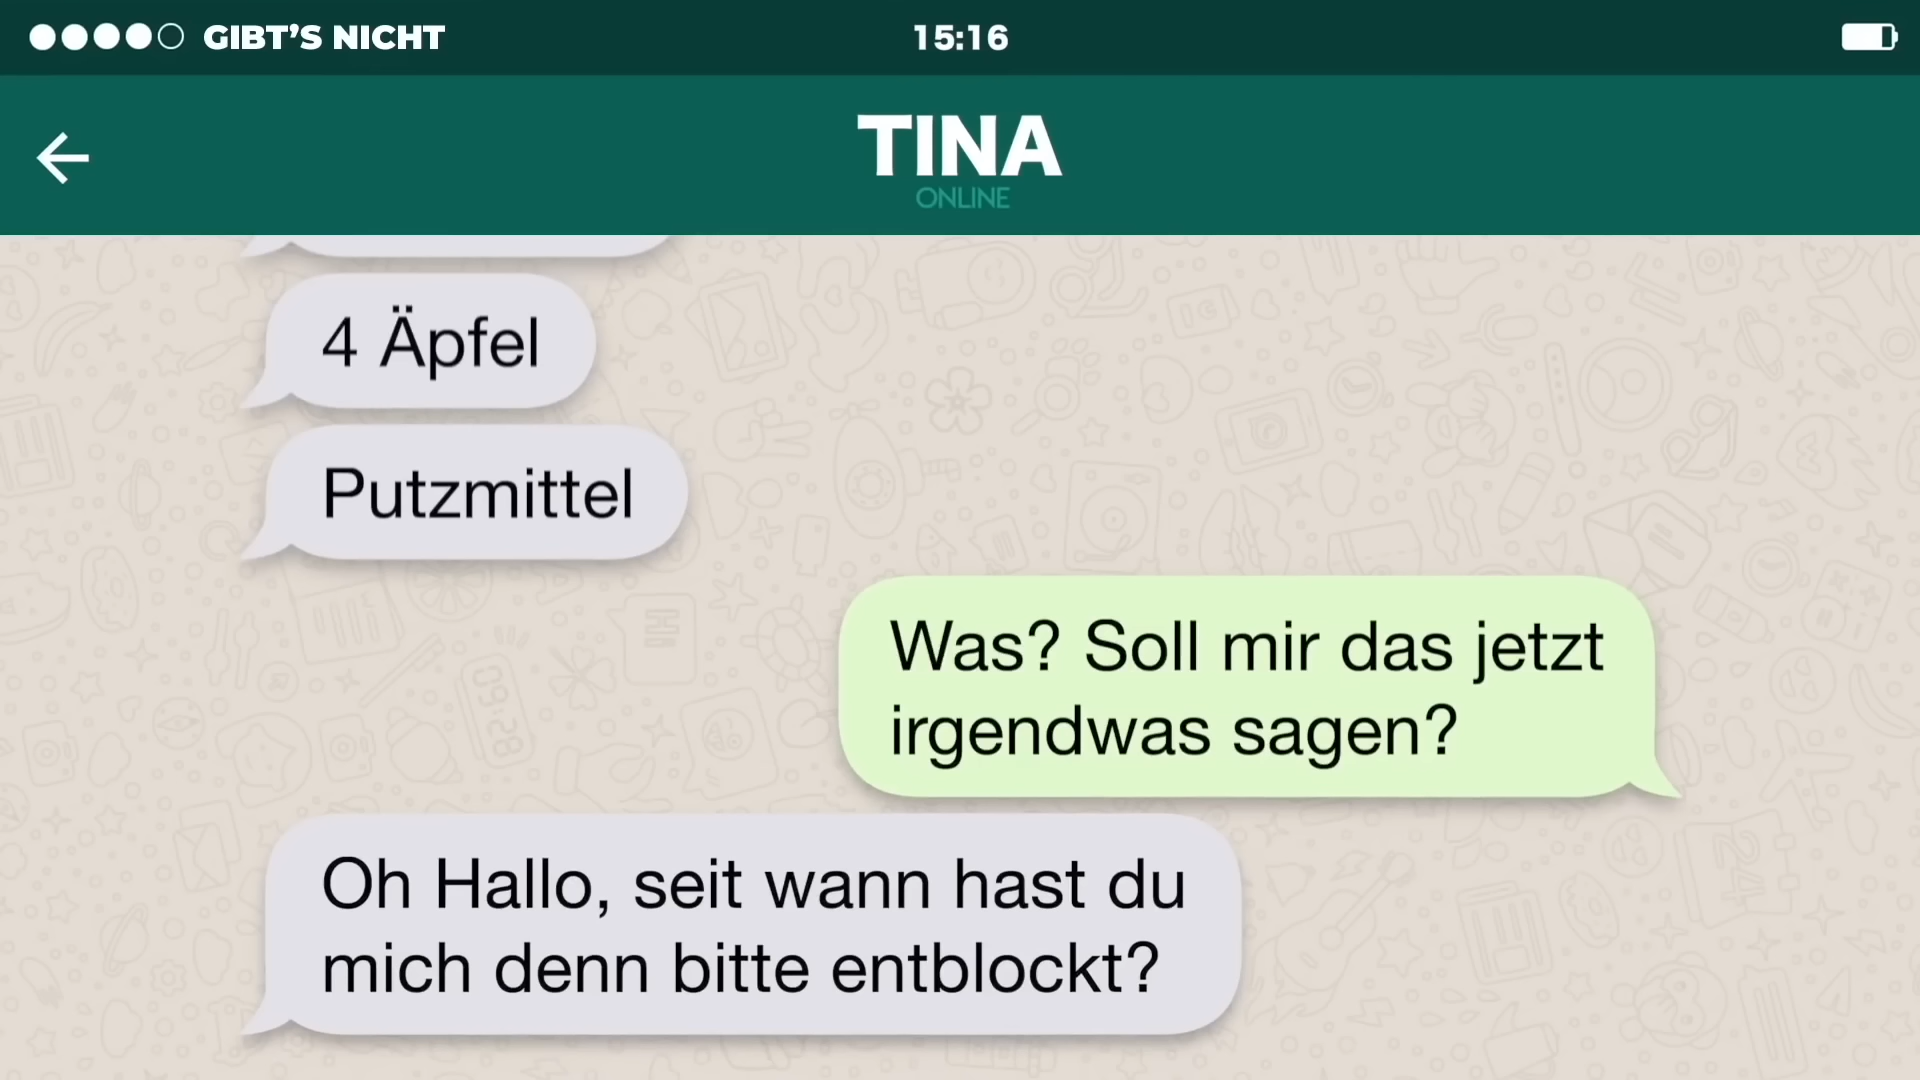 GIBT'S NICHT
15:16
TINA
ONLINE
4 Äpfel
Putzmittel
Was? Soll mir das jetzt
irgendwas sagen?
Oh Hallo, seit wann hast du
mich denn bitte entblockt?